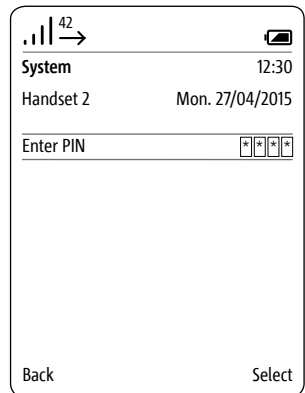 42
System 12:30
Handset 2 Mon. 27/04/2015
Enter PIN ****
Back Select